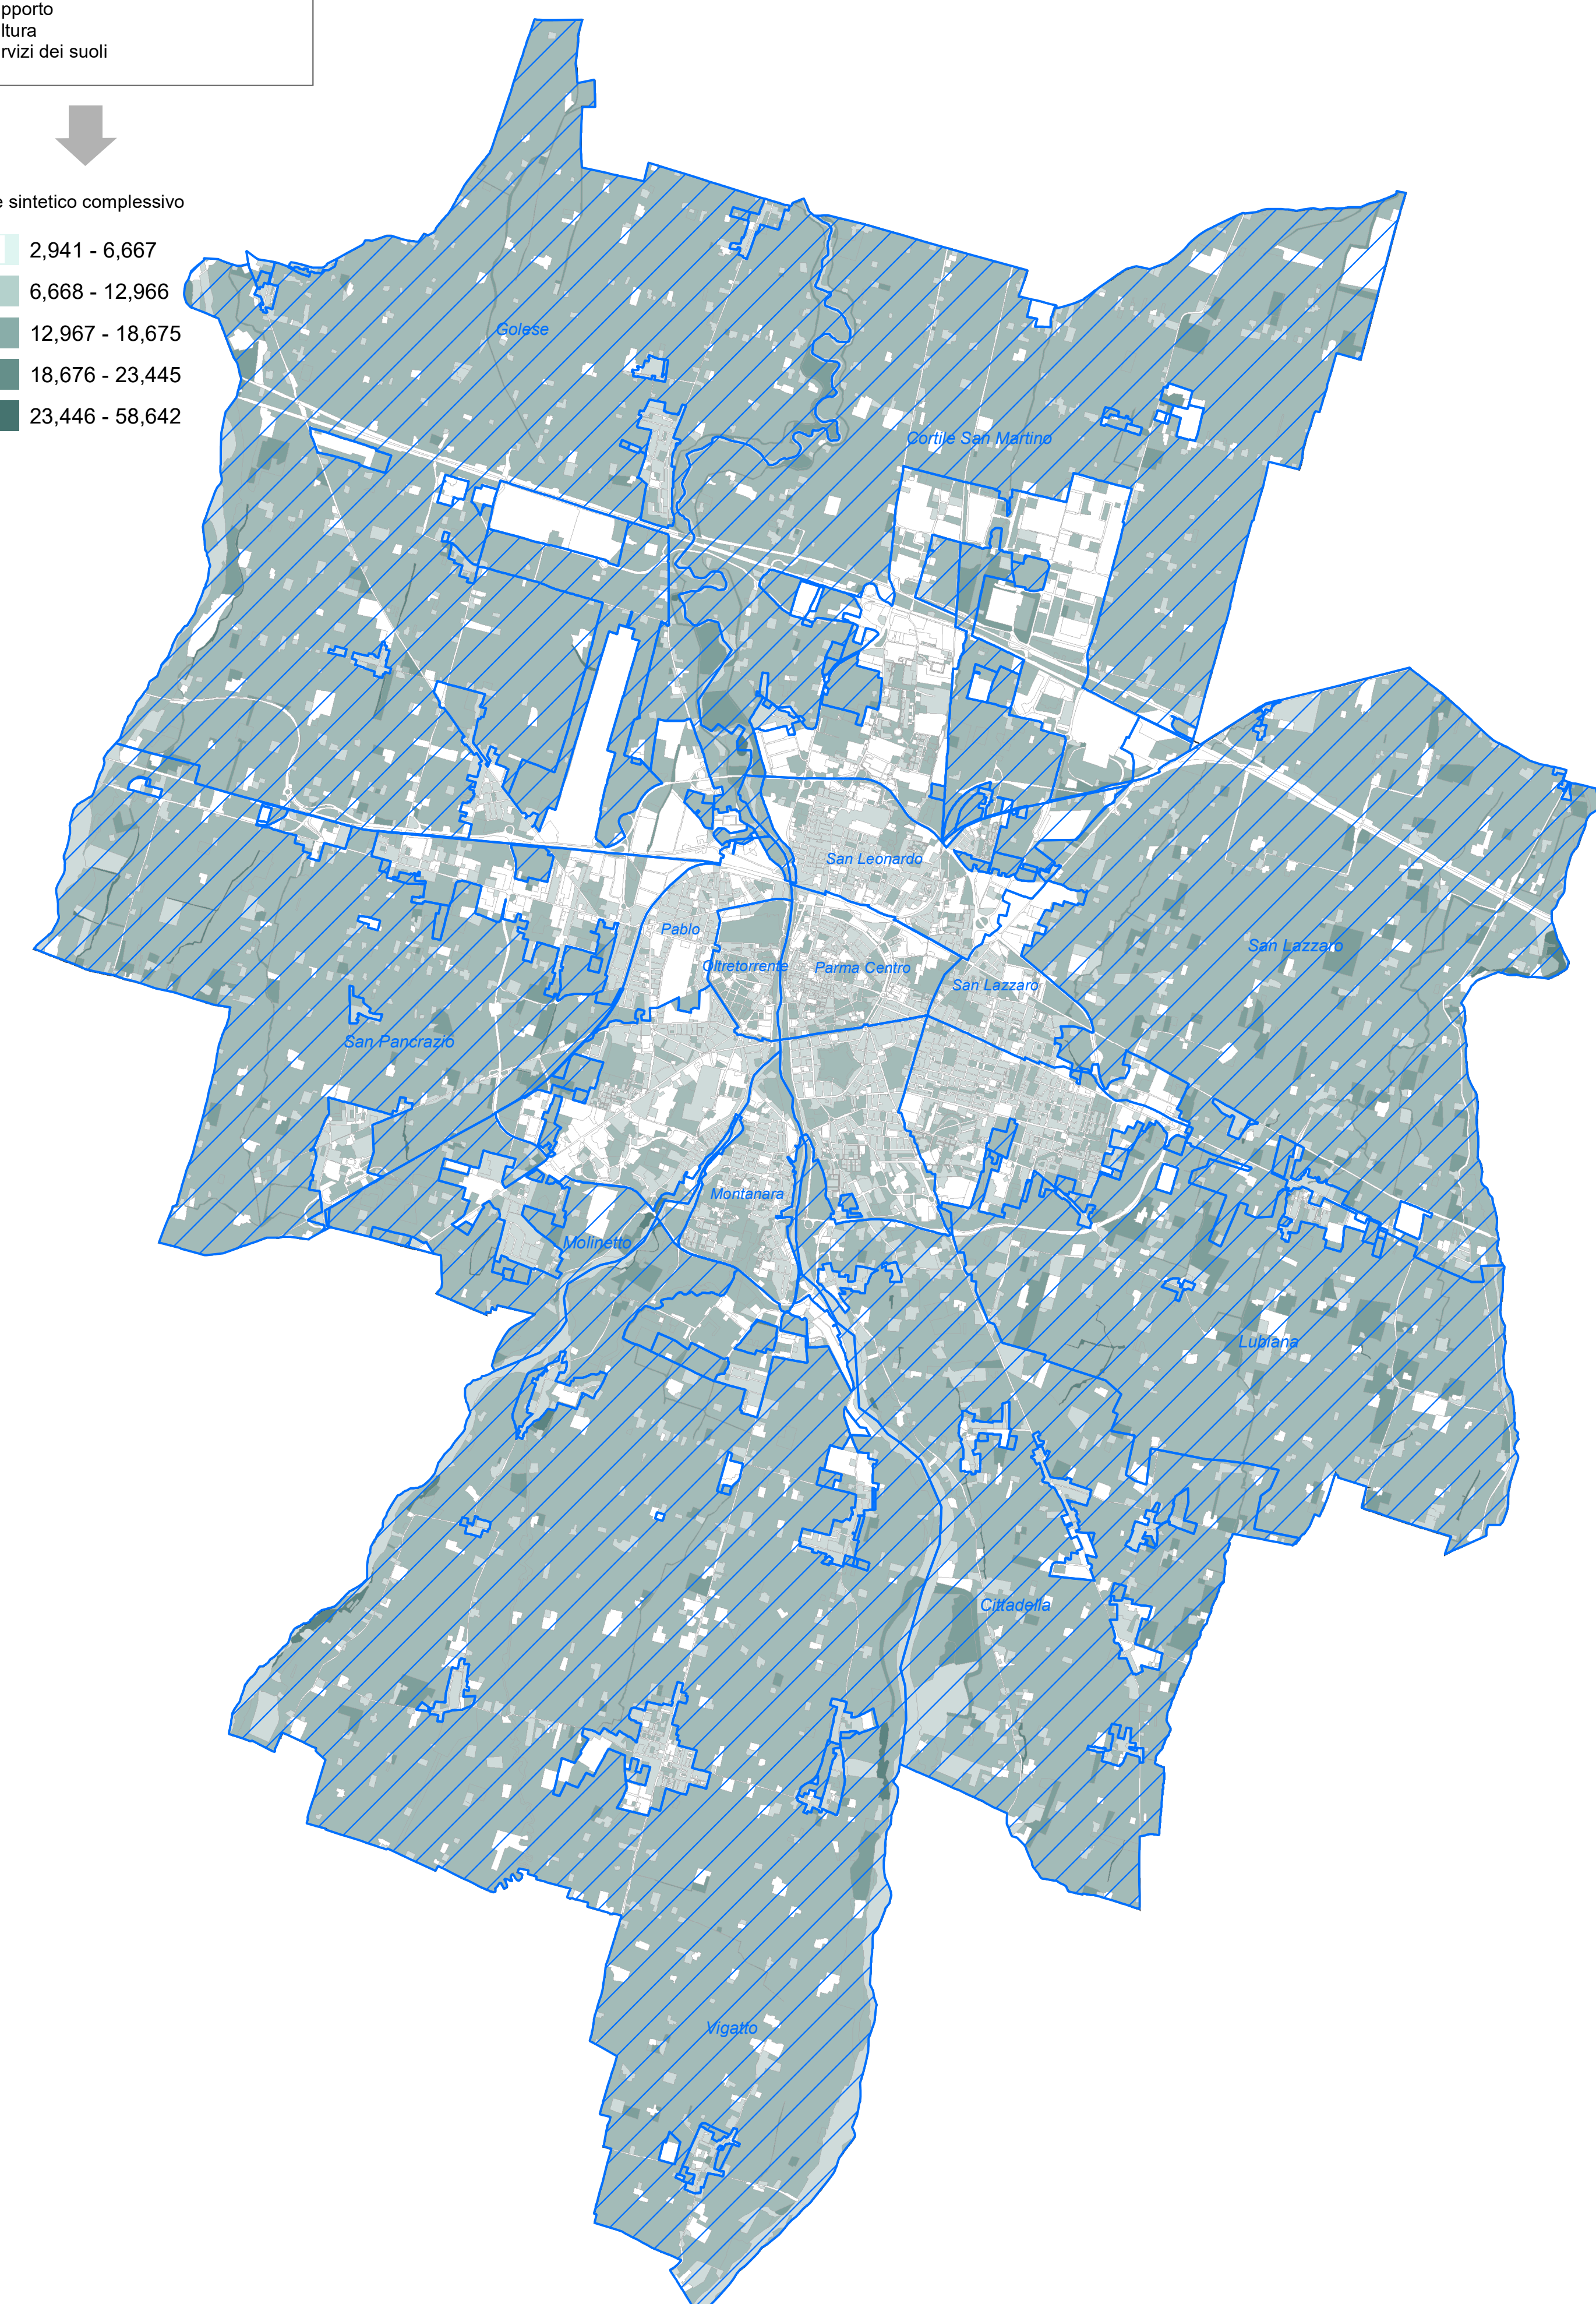 pporto
ltura
rvizi dei suoli
e sintetico complessivo
2,941 - 6,667
6,668 - 12,966
12,967 - 18,675
18,676 - 23,445
23,446 - 58,642
Golese
Cortile San Martino
San Leonardo
Pablo
Oltretorrente
Parma Centro
San Lazzaro
San Lazzaro
San Pancrazio
Montanara
Molinetto
Lubiana
Cittadella
Vigatto